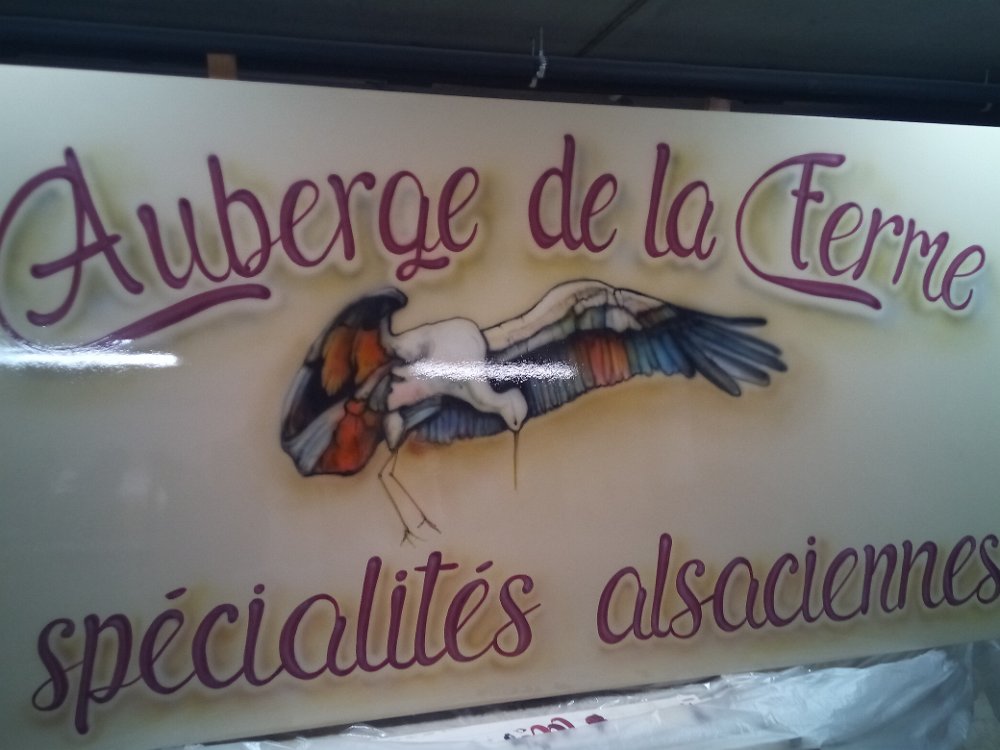 Auberge de la Ferme
spécialités alsaciennes